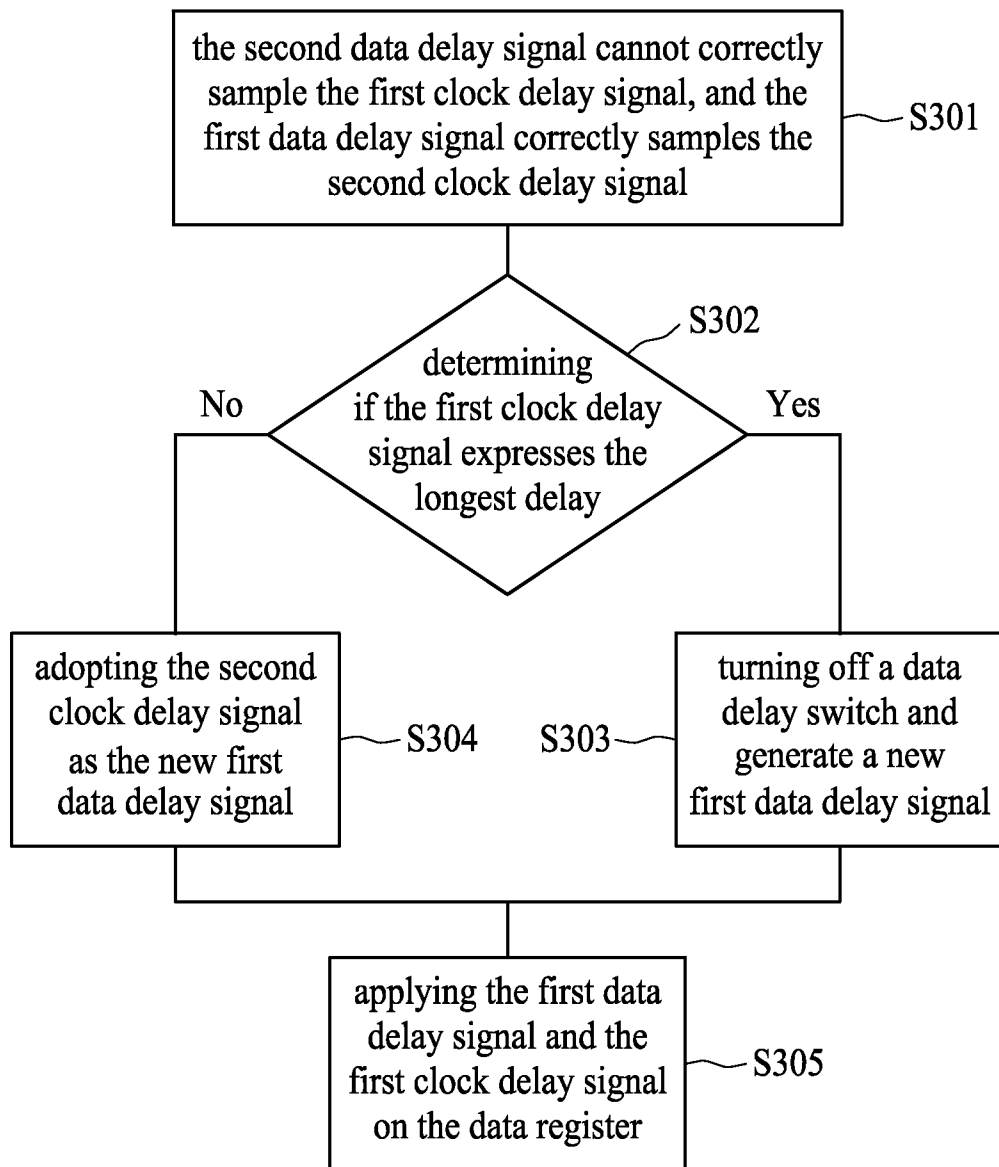 the second data delay signal cannot correctly
sample the first clock delay signal, and the
first data delay signal correctly samples the
second clock delay signal
S301
S302
determining
if the first clock delay
signal expresses the
longest delay
No
Yes
adopting the second
clock delay signal
as the new first
data delay signal
S304
S303
turning off a data
delay switch and
generate a new
first data delay signal
applying the first data
delay signal and the
first clock delay signal
on the data register
S305